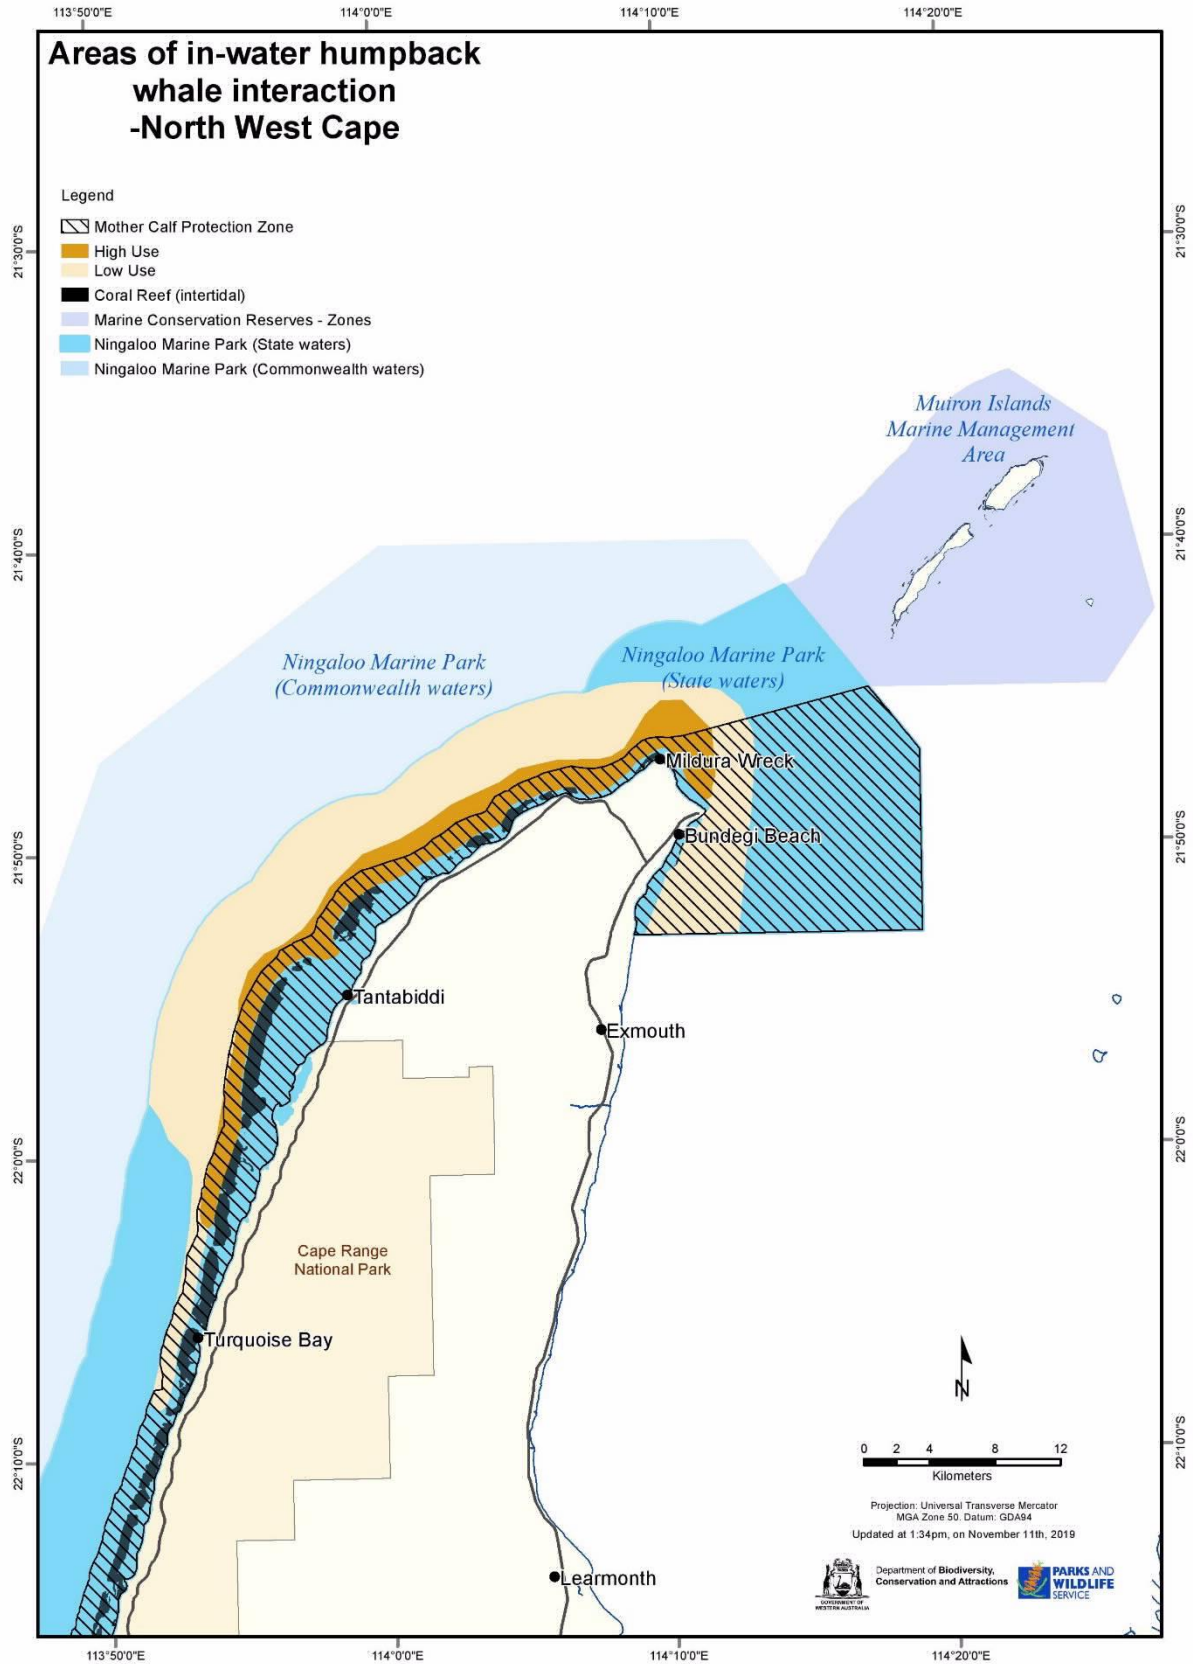 113°50'0"E
114°0'0"E
114°10'0"E
114°20'0"E
Areas of in-water humpback
whale interaction
-North West Cape
Legend
Mother Calf Protection Zone
High Use
Low Use
Coral Reef (intertidal)
Marine Conservation Reserves - Zones
Ningaloo Marine Park (State waters)
Ningaloo Marine Park (Commonwealth waters)
21°30'0"S
21°30'0"S
Muiron Islands
Marine Management
Area
21°40'0"S
21°40'0"S
Ningaloo Marine Park
(Commonwealth waters)
Ningaloo Marine Park
(State waters)
Mildura Wreck
Bundegi Beach
21°50'0"S
21°50'0"S
Tantabiddi
Exmouth
22°0'0"S
22°0'0"S
Cape Range
National Park
Turquoise Bay
N
22°10'0"S
22°10'0"S
0 2 4 8 12
Kilometers
Projection: Universal Transverse Mercator
MGA Zone 50. Datum: GDA94
Updated at 1:34pm, on November 11th, 2019
Learmonth
GOVERNMENT OF
WESTERN AUSTRALIA
Department of Biodiversity,
Conservation and Attractions
PARKS AND
WILDLIFE
SERVICE
113°50'0"E
114°0'0"E
114°10'0"E
114°20'0"E